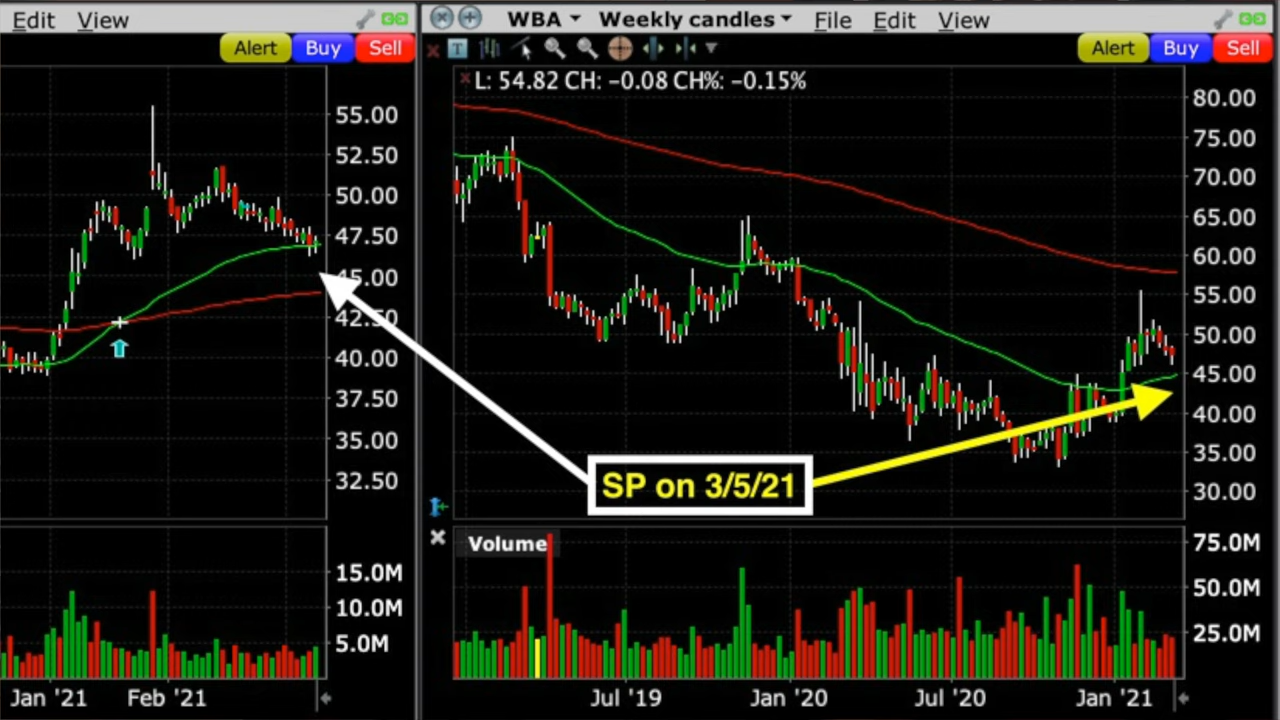 Edit View
WBA Weekly candles File Edit View
Alert Buy Sell
T
Alert Buy Sell
L: 54.82 CH: −0.08 CH%: −0.15%
55.00
52.50
50.00
47.50
45.00
42.50
40.00
37.50
35.00
32.50
15.0M
10.0M
5.0M
Jan '21 Feb '21
80.00
75.00
70.00
65.00
60.00
55.00
50.00
45.00
40.00
35.00
30.00
SP on 3/5/21
Volume
75.0M
50.0M
25.0M
Jul '19 Jan '20 Jul '20 Jan '21